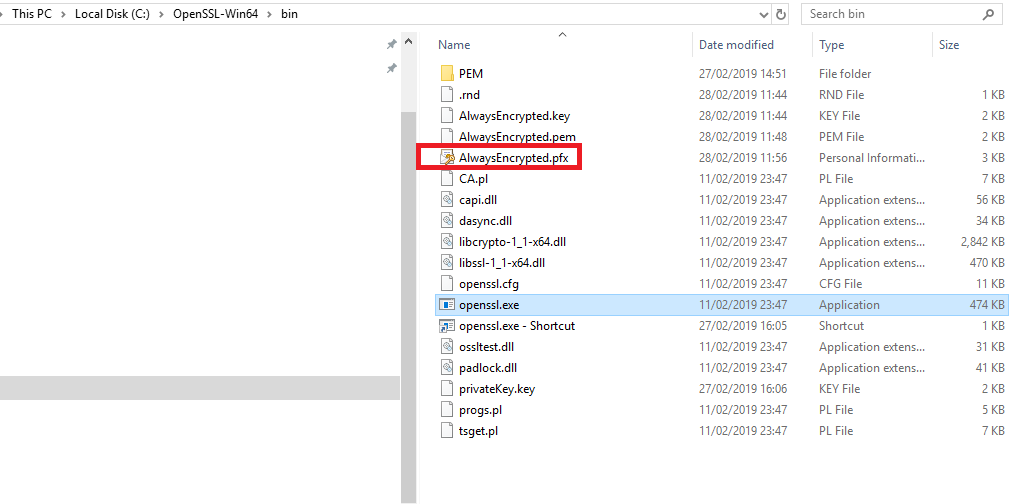 This PC > Local Disk (C:) > OpenSSL-Win64 > bin
Search bin
Name Date modified Type Size
PEM 27/02/2019 14:51 File folder
.rnd 28/02/2019 11:44 RND File 1 KB
AlwaysEncrypted.key 28/02/2019 11:44 KEY File 2 KB
AlwaysEncrypted.pem 28/02/2019 11:48 PEM File 2 KB
AlwaysEncrypted.pfx 28/02/2019 11:56 Personal Informati... 3 KB
CA.pl 11/02/2019 23:47 PL File 7 KB
capi.dll 11/02/2019 23:47 Application extens... 56 KB
dasync.dll 11/02/2019 23:47 Application extens... 34 KB
libcrypto-1_1-x64.dll 11/02/2019 23:47 Application extens... 2,842 KB
libssl-1_1-x64.dll 11/02/2019 23:47 Application extens... 470 KB
openssl.cfg 11/02/2019 23:47 CFG File 11 KB
openssl.exe 11/02/2019 23:47 Application 474 KB
openssl.exe - Shortcut 27/02/2019 16:05 Shortcut 1 KB
ossltest.dll 11/02/2019 23:47 Application extens... 31 KB
padlock.dll 11/02/2019 23:47 Application extens... 41 KB
privateKey.key 27/02/2019 16:06 KEY File 2 KB
progs.pl 11/02/2019 23:47 PL File 5 KB
tsget.pl 11/02/2019 23:47 PL File 7 KB